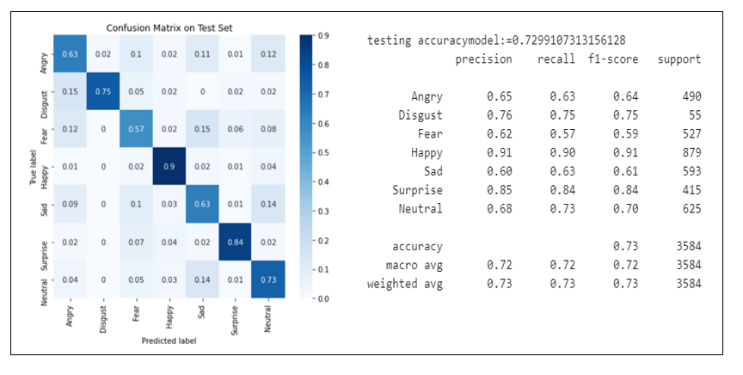 Confusion Matrix on Test Set
True label
Angry 0.63 0.02 0.1 0.02 0.11 0.01 0.12
Disgust 0.15 0.75 0.05 0.02 0 0.02 0.02
Fear 0.12 0 0.57 0.02 0.15 0.06 0.08
Happy 0.01 0 0.02 0.9 0.02 0.01 0.04
Sad 0.09 0 0.1 0.03 0.63 0.01 0.14
Surprise 0.02 0 0.07 0.04 0.02 0.84 0.02
Neutral 0.04 0 0.05 0.03 0.14 0.01 0.73
Angry Disgust Fear Happy Sad Surprise Neutral
Predicted label
0.9
0.8
0.7
0.6
0.5
0.4
0.3
0.2
0.1
0.0
testing accuracymodel:=0.7299107313156128
precision recall f1-score support
Angry 0.65 0.63 0.64 490
Disgust 0.76 0.75 0.75 55
Fear 0.62 0.57 0.59 527
Happy 0.91 0.90 0.91 879
Sad 0.60 0.63 0.61 593
Surprise 0.85 0.84 0.84 415
Neutral 0.68 0.73 0.70 625
accuracy 0.73 3584
macro avg 0.72 0.72 0.72 3584
weighted avg 0.73 0.73 0.73 3584